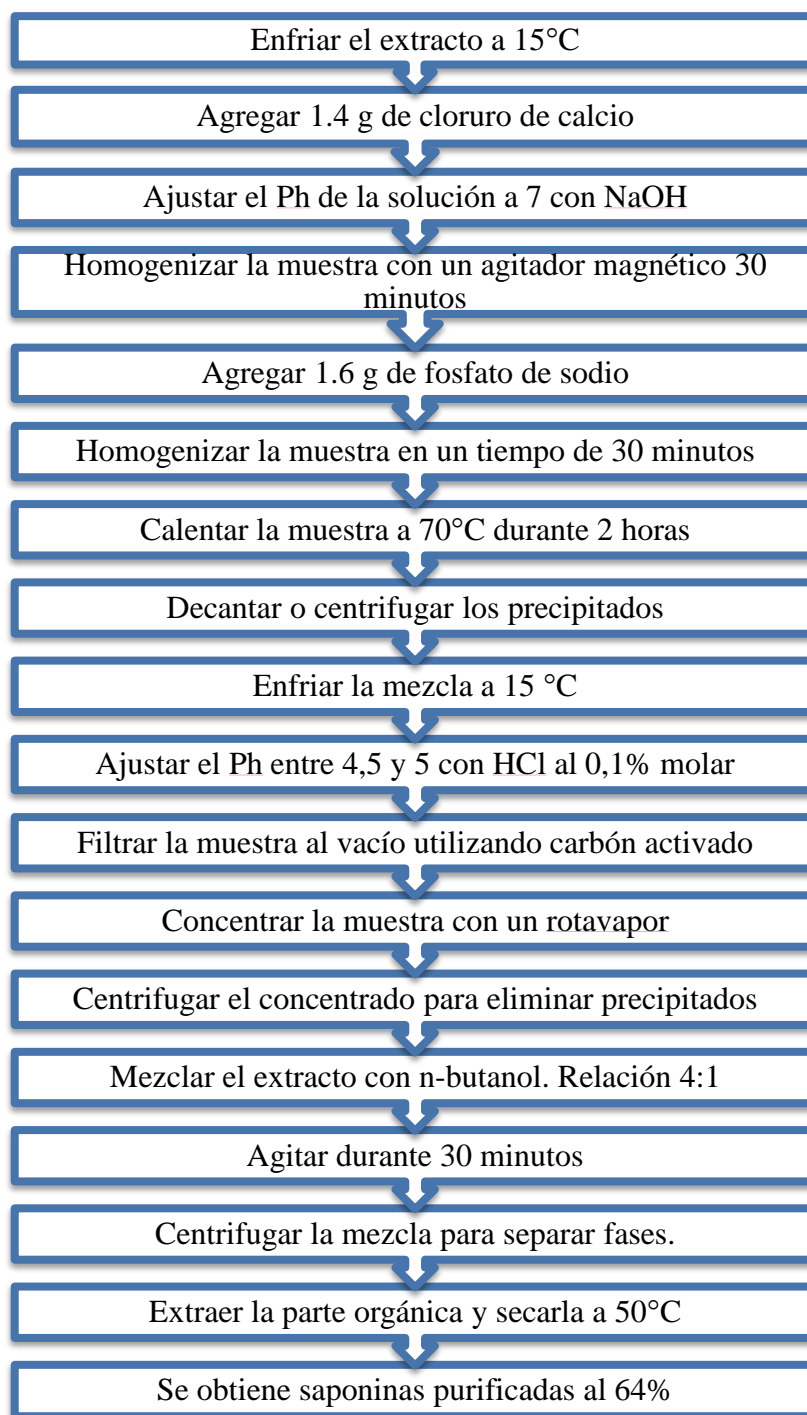 Enfriar el extracto a 15°C
Agregar 1.4 g de cloruro de calcio
Ajustar el Ph de la solución a 7 con NaOH
Homogenizar la muestra con un agitador magnético 30
minutos
Agregar 1.6 g de fosfato de sodio
Homogenizar la muestra en un tiempo de 30 minutos
Calentar la muestra a 70°C durante 2 horas
Decantar o centrifugar los precipitados
Enfriar la mezcla a 15 °C
Ajustar el Ph entre 4,5 y 5 con HCl al 0,1% molar
Filtrar la muestra al vacío utilizando carbón activado
Concentrar la muestra con un rotavapor
Centrifugar el concentrado para eliminar precipitados
Mezclar el extracto con n-butanol. Relación 4:1
Agitar durante 30 minutos
Centrifugar la mezcla para separar fases.
Extraer la parte orgánica y secarla a 50°C
Se obtiene saponinas purificadas al 64%